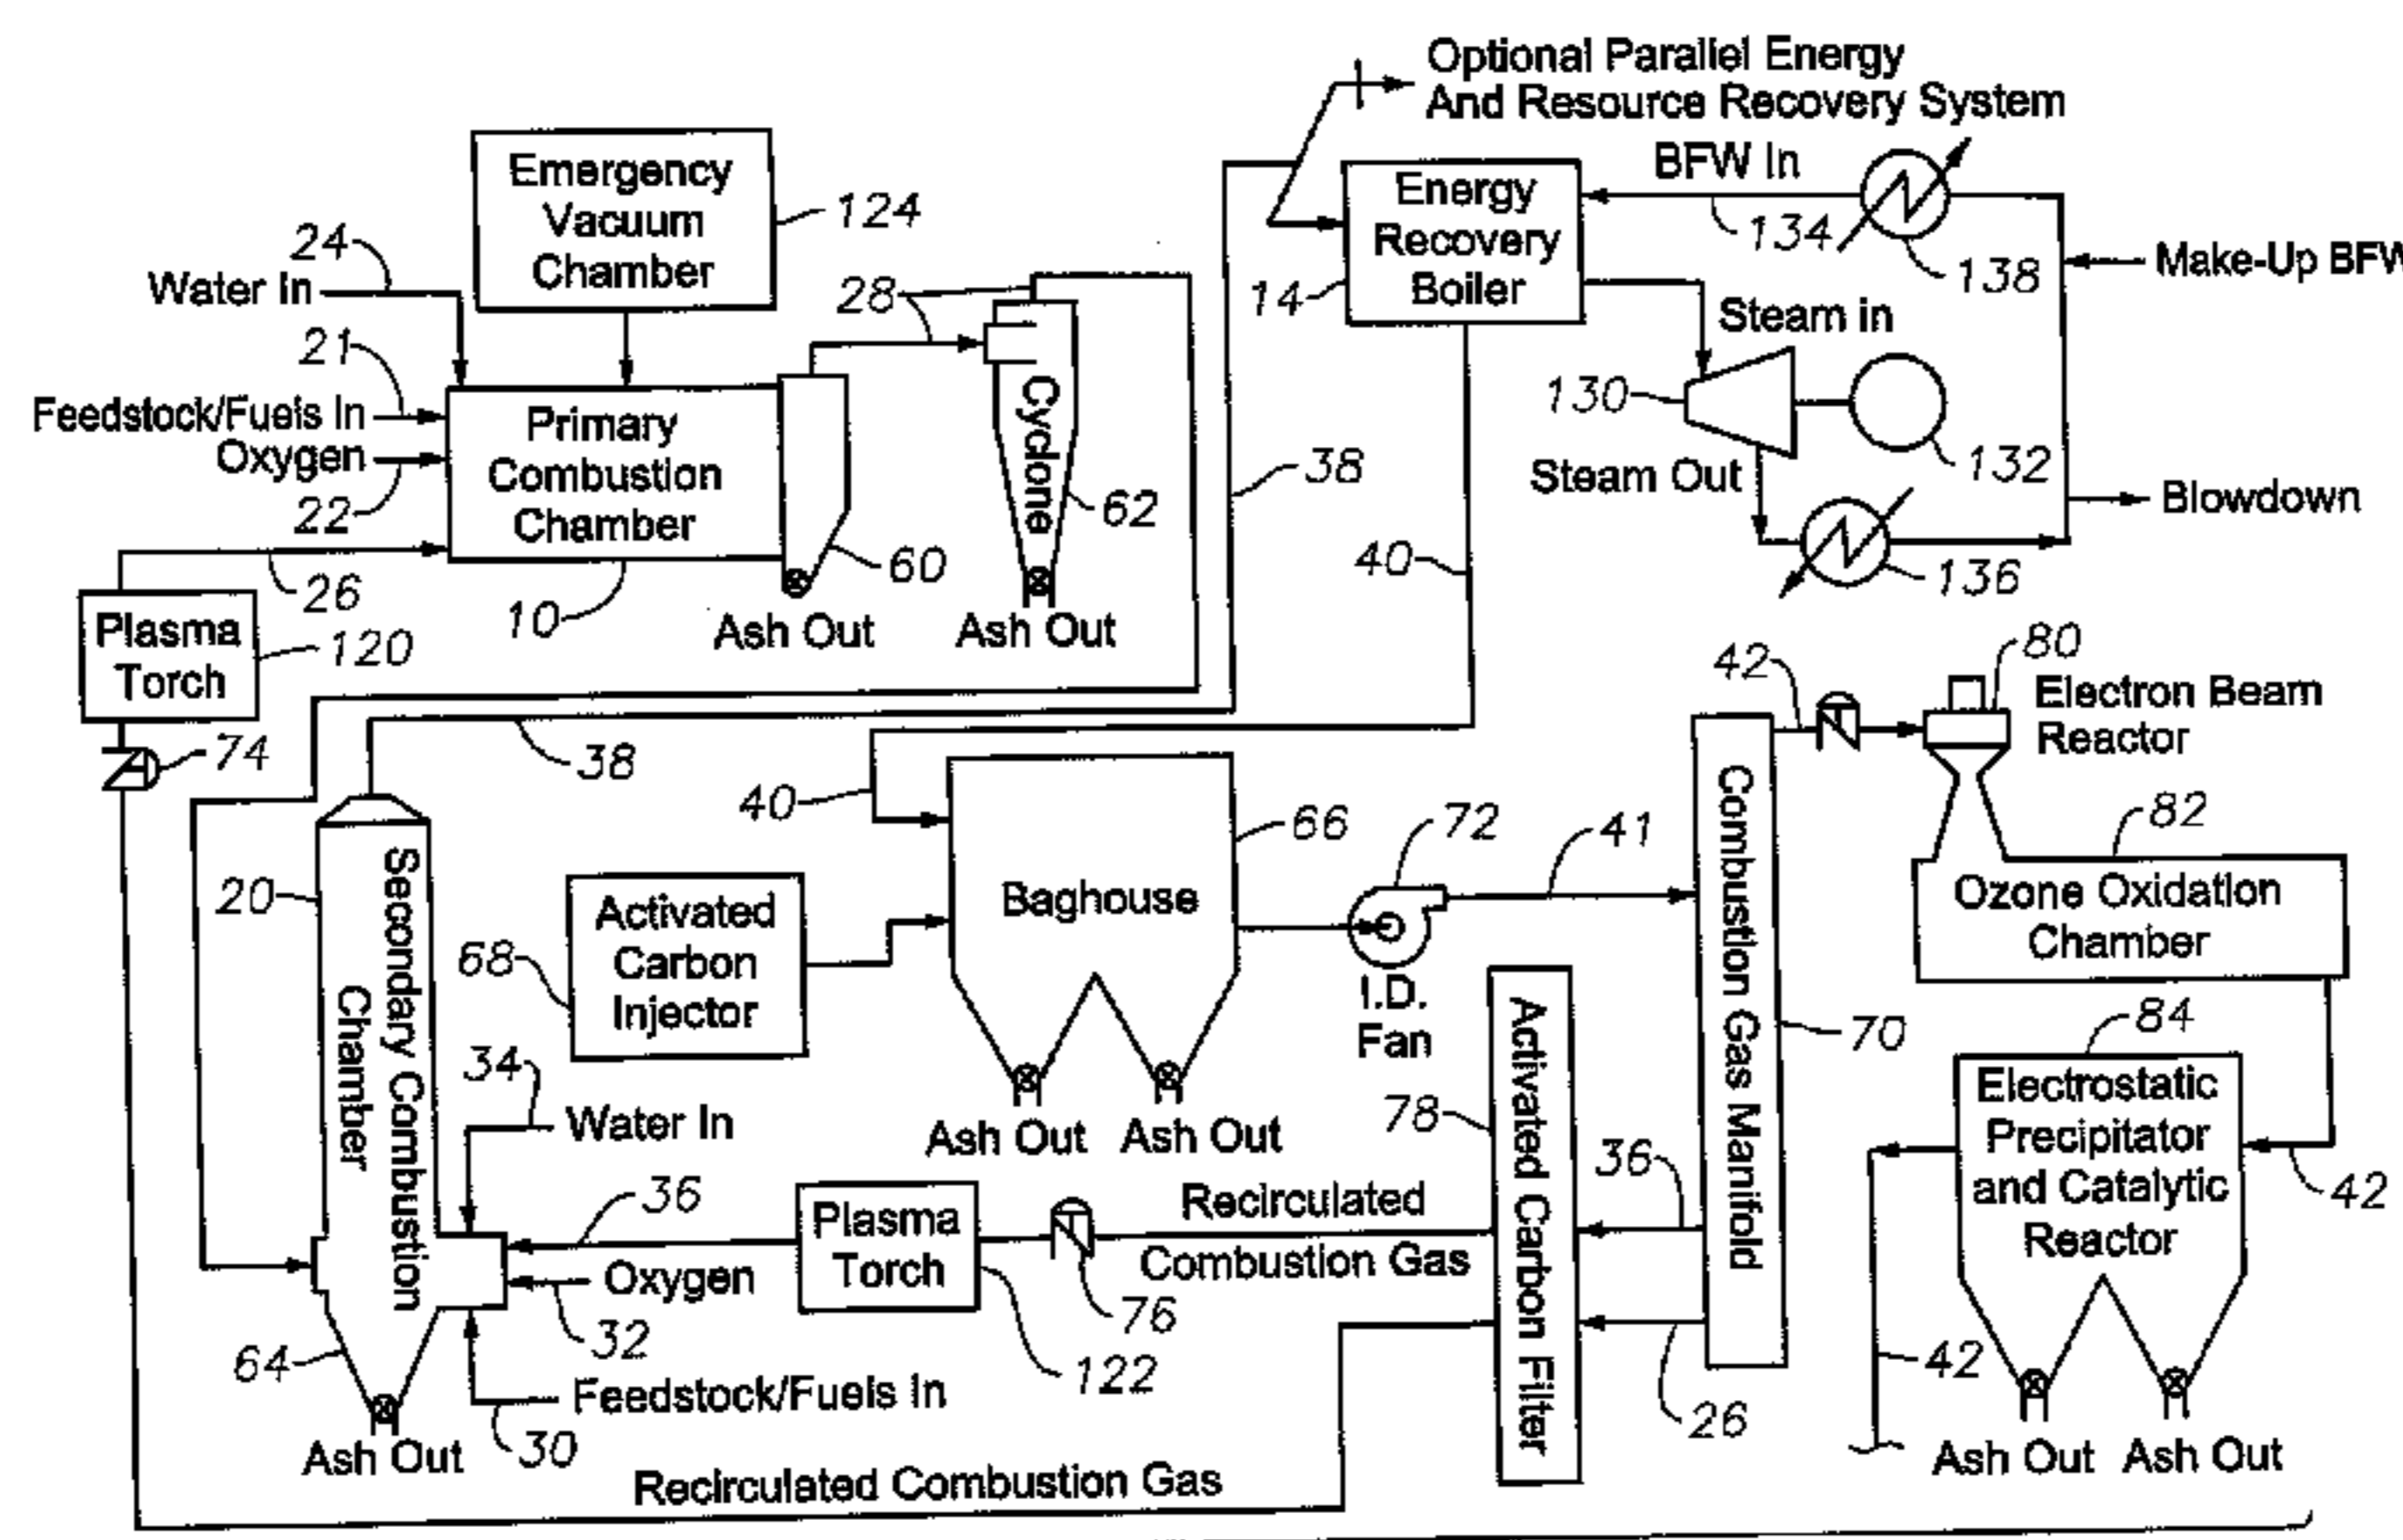 Optional Parallel Energy
And Resource Recovery System
Emergency
Vacuum
Chamber
124
24
Water In
21
Feedstock/Fuels In
Oxygen
22
26
Primary
Combustion
Chamber
10
60
Ash Out
28
Cyclone
62
Ash Out
Plasma
Torch
120
74
38
38
Energy
Recovery
Boiler
14
BFW In
134
138
Make-Up BFW
Steam in
130
132
Steam Out
Blowdown
136
40
40
Secondary Combustion
Chamber
20
64
Ash Out
34
Water In
36
Oxygen
32
Feedstock/Fuels In
30
Activated
Carbon
Injector
68
Baghouse
66
Ash Out
Ash Out
72
I.D.
Fan
41
Plasma
Torch
122
76
Recirculated
Combustion Gas
Recirculated Combustion Gas
Activated Carbon Filter
78
36
26
Combustion Gas Manifold
70
42
80
Electron Beam
Reactor
82
Ozone Oxidation
Chamber
84
Electrostatic
Precipitator
and Catalytic
Reactor
42
42
Ash Out
Ash Out